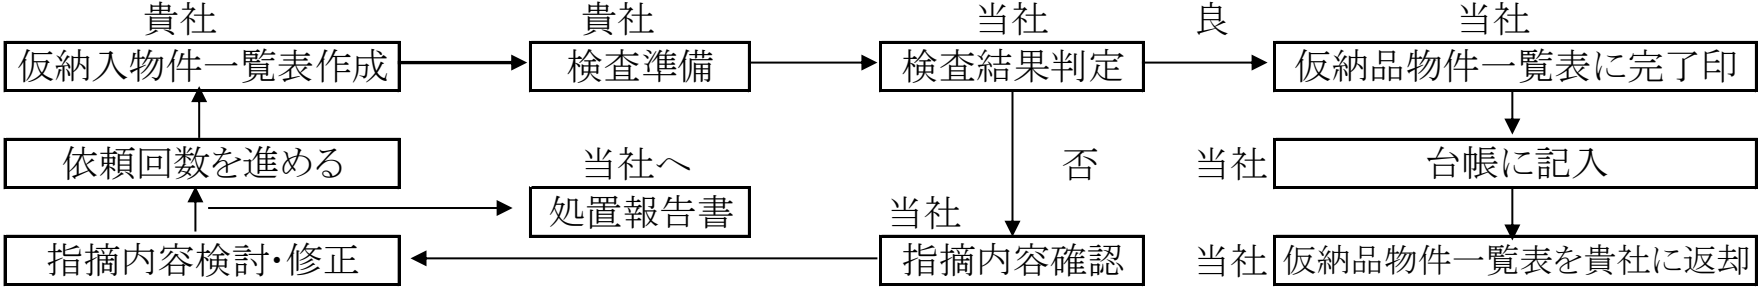 貴社 貴社 当社 良 当社
仮納入物件一覧表作成 検査準備 検査結果判定 仮納品物件一覧表に完了印
依頼回数を進める 当社へ 否 当社 台帳に記入
処置報告書 当社
指摘内容検討・修正 指摘内容確認 当社 仮納品物件一覧表を貴社に返却